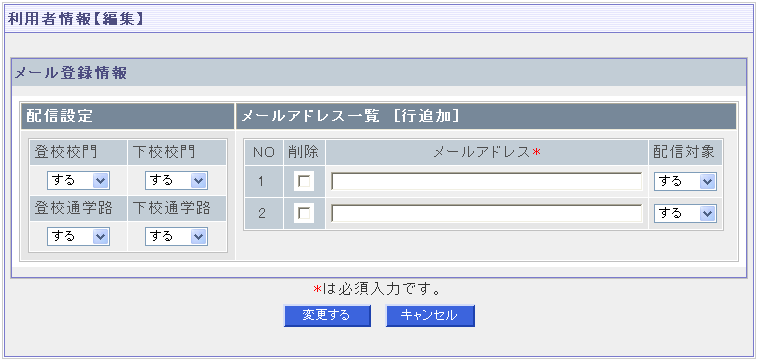 利用者情報【編集】
メール登録情報
配信設定
メールアドレス一覧 [行追加]
登校校門 下校校門
する する
登校通学路 下校通学路
する する
NO 削除 メールアドレス* 配信対象
1 する
2 する
*は必須入力です。
変更する キャンセル